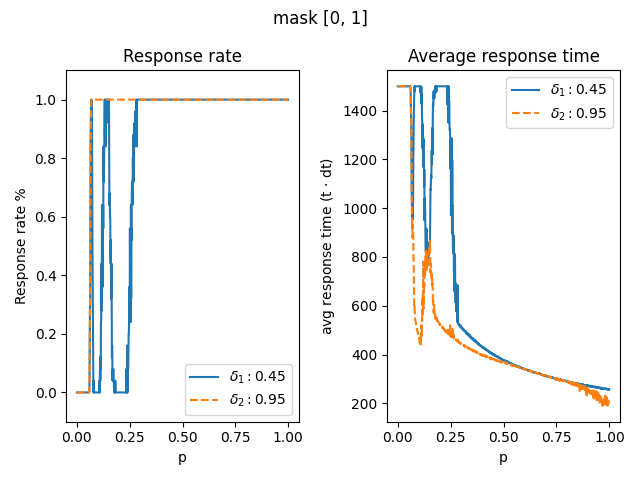 mask [0, 1]
Response rate
Response rate %
1.0
0.8
0.6
0.4
0.2
0.0
0.00
0.25
0.50
0.75
1.00
p
δ₁ : 0.45
δ₂ : 0.95
Average response time
avg response time (t · dt)
1400
1200
1000
800
600
400
200
0.00
0.25
0.50
0.75
1.00
p
δ₁ : 0.45
δ₂ : 0.95